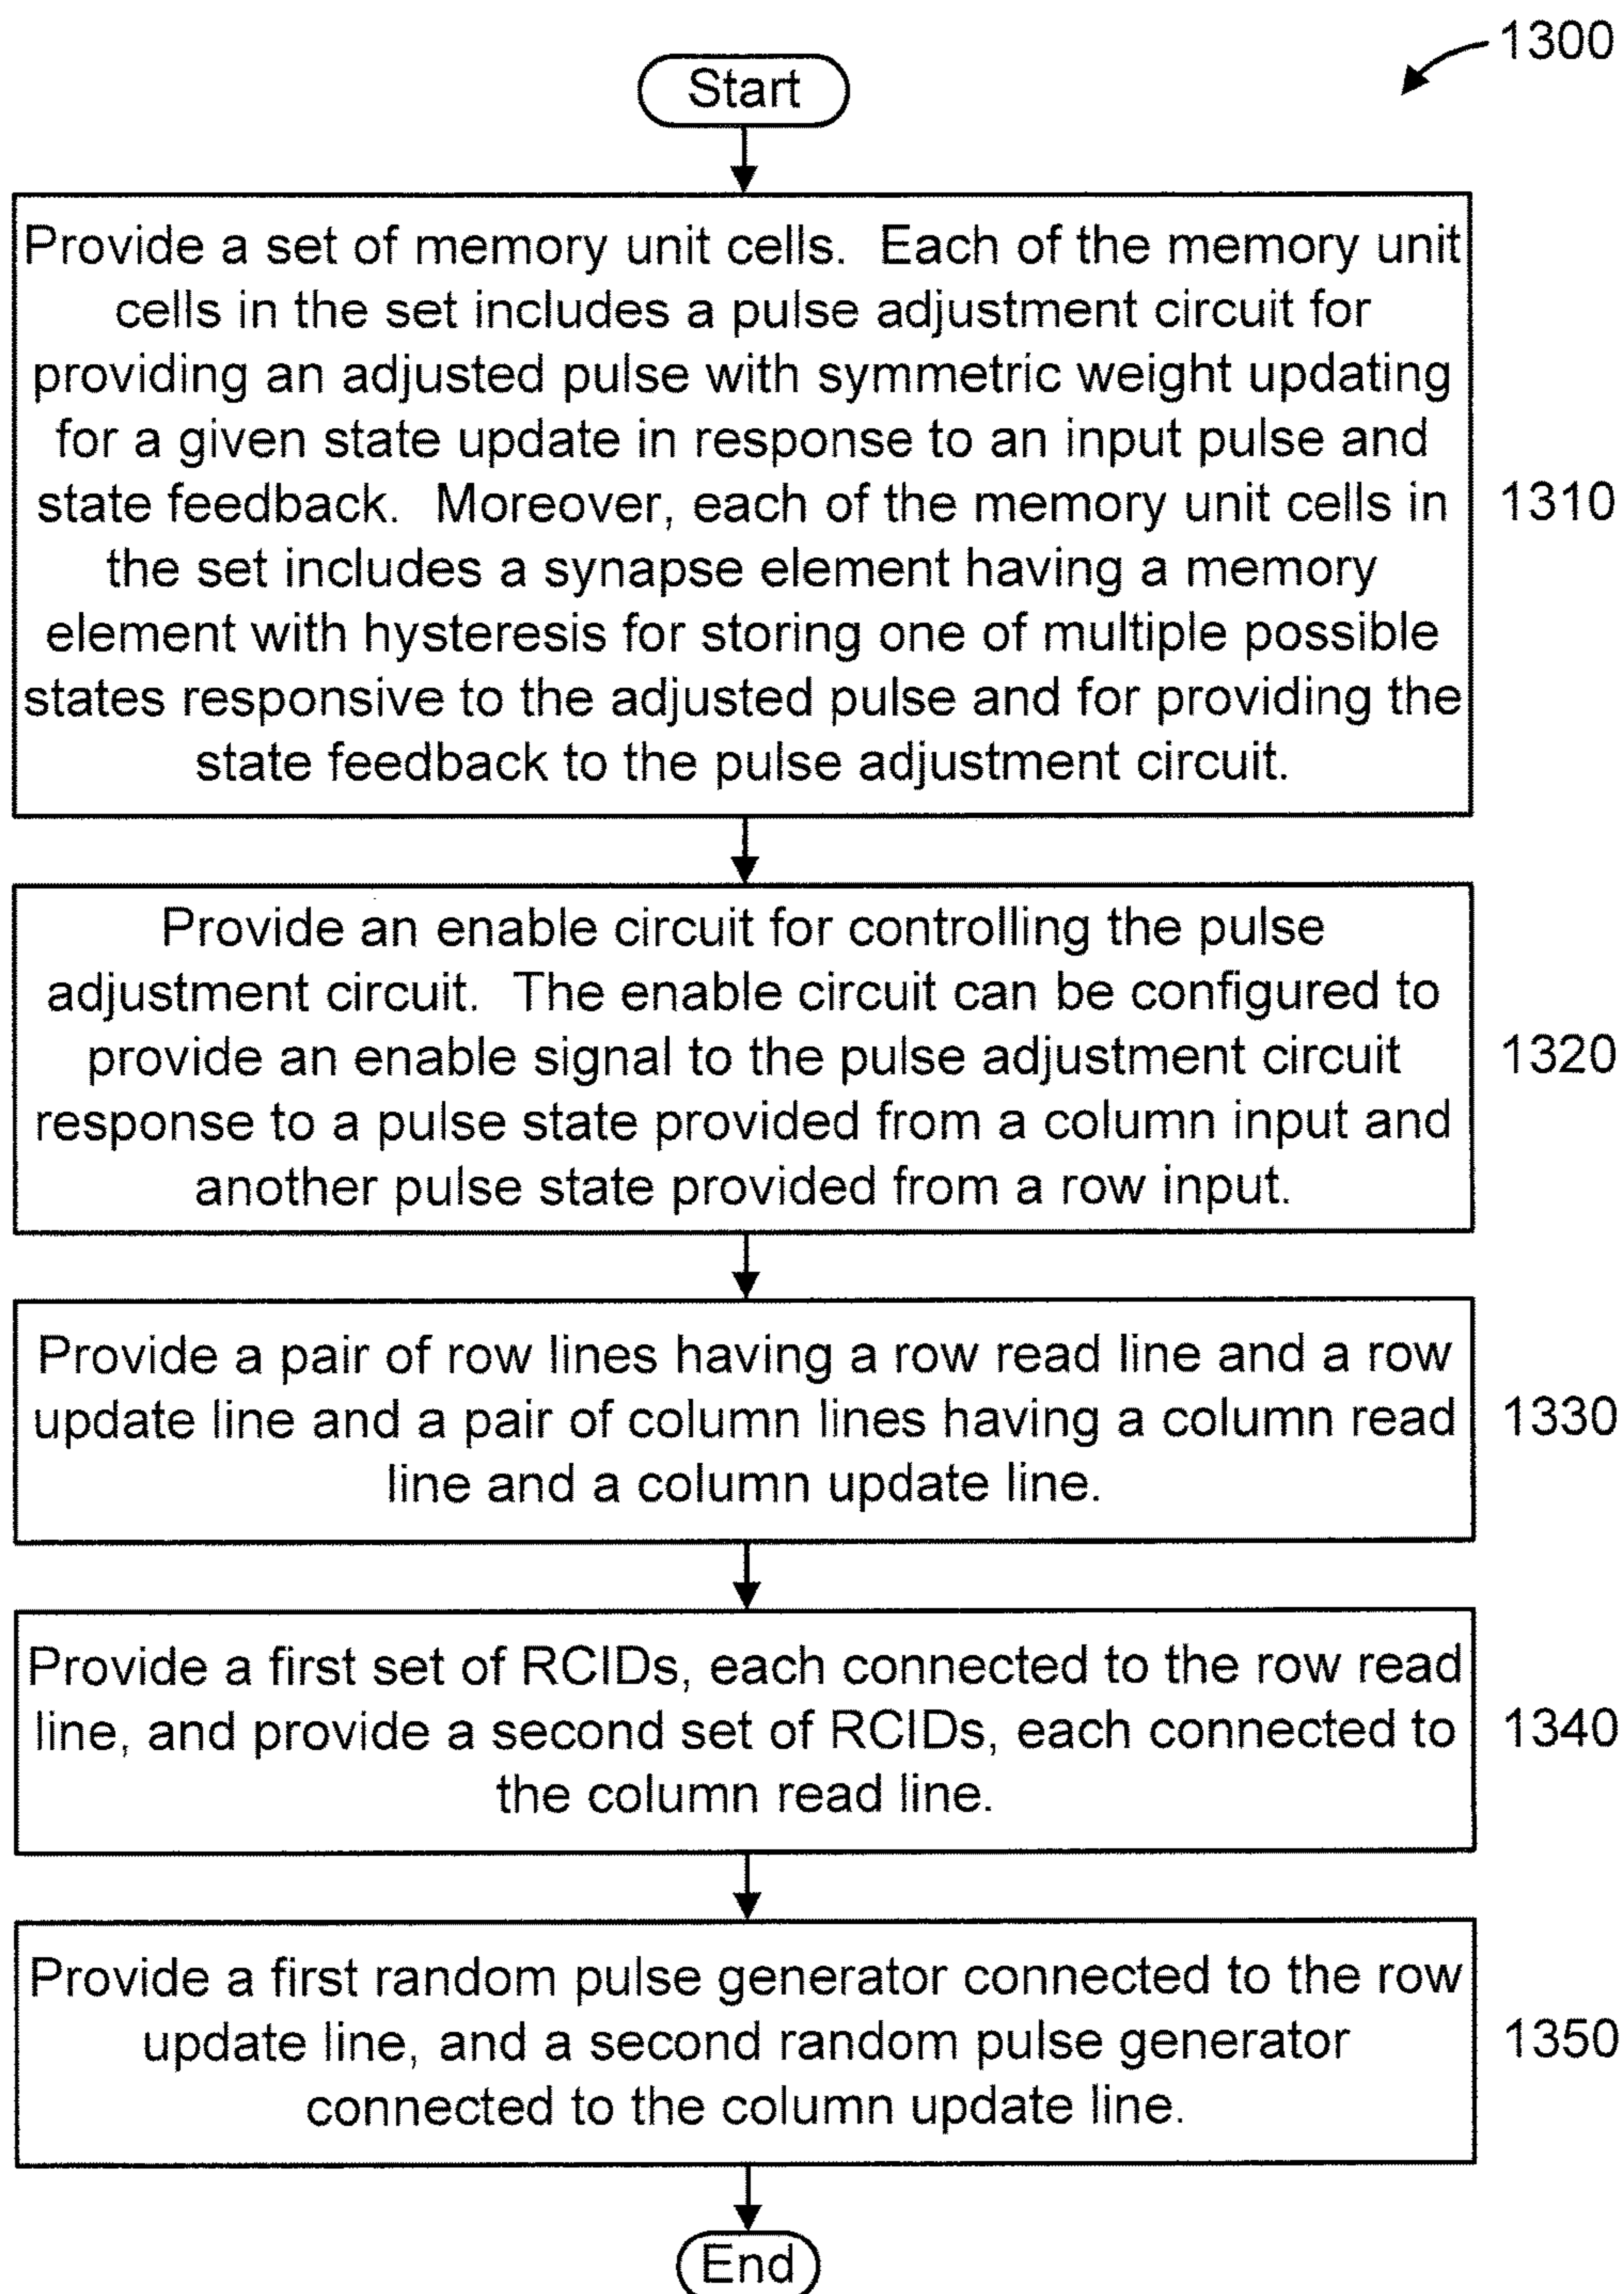 1300
Start
Provide a set of memory unit cells. Each of the memory unit
cells in the set includes a pulse adjustment circuit for
providing an adjusted pulse with symmetric weight updating
for a given state update in response to an input pulse and
state feedback. Moreover, each of the memory unit cells in
the set includes a synapse element having a memory
element with hysteresis for storing one of multiple possible
states responsive to the adjusted pulse and for providing the
state feedback to the pulse adjustment circuit.
1310
Provide an enable circuit for controlling the pulse
adjustment circuit. The enable circuit can be configured to
provide an enable signal to the pulse adjustment circuit
response to a pulse state provided from a column input and
another pulse state provided from a row input.
1320
Provide a pair of row lines having a row read line and a row
update line and a pair of column lines having a column read
line and a column update line.
1330
Provide a first set of RCIDs, each connected to the row read
line, and provide a second set of RCIDs, each connected to
the column read line.
1340
Provide a first random pulse generator connected to the row
update line, and a second random pulse generator
connected to the column update line.
1350
End